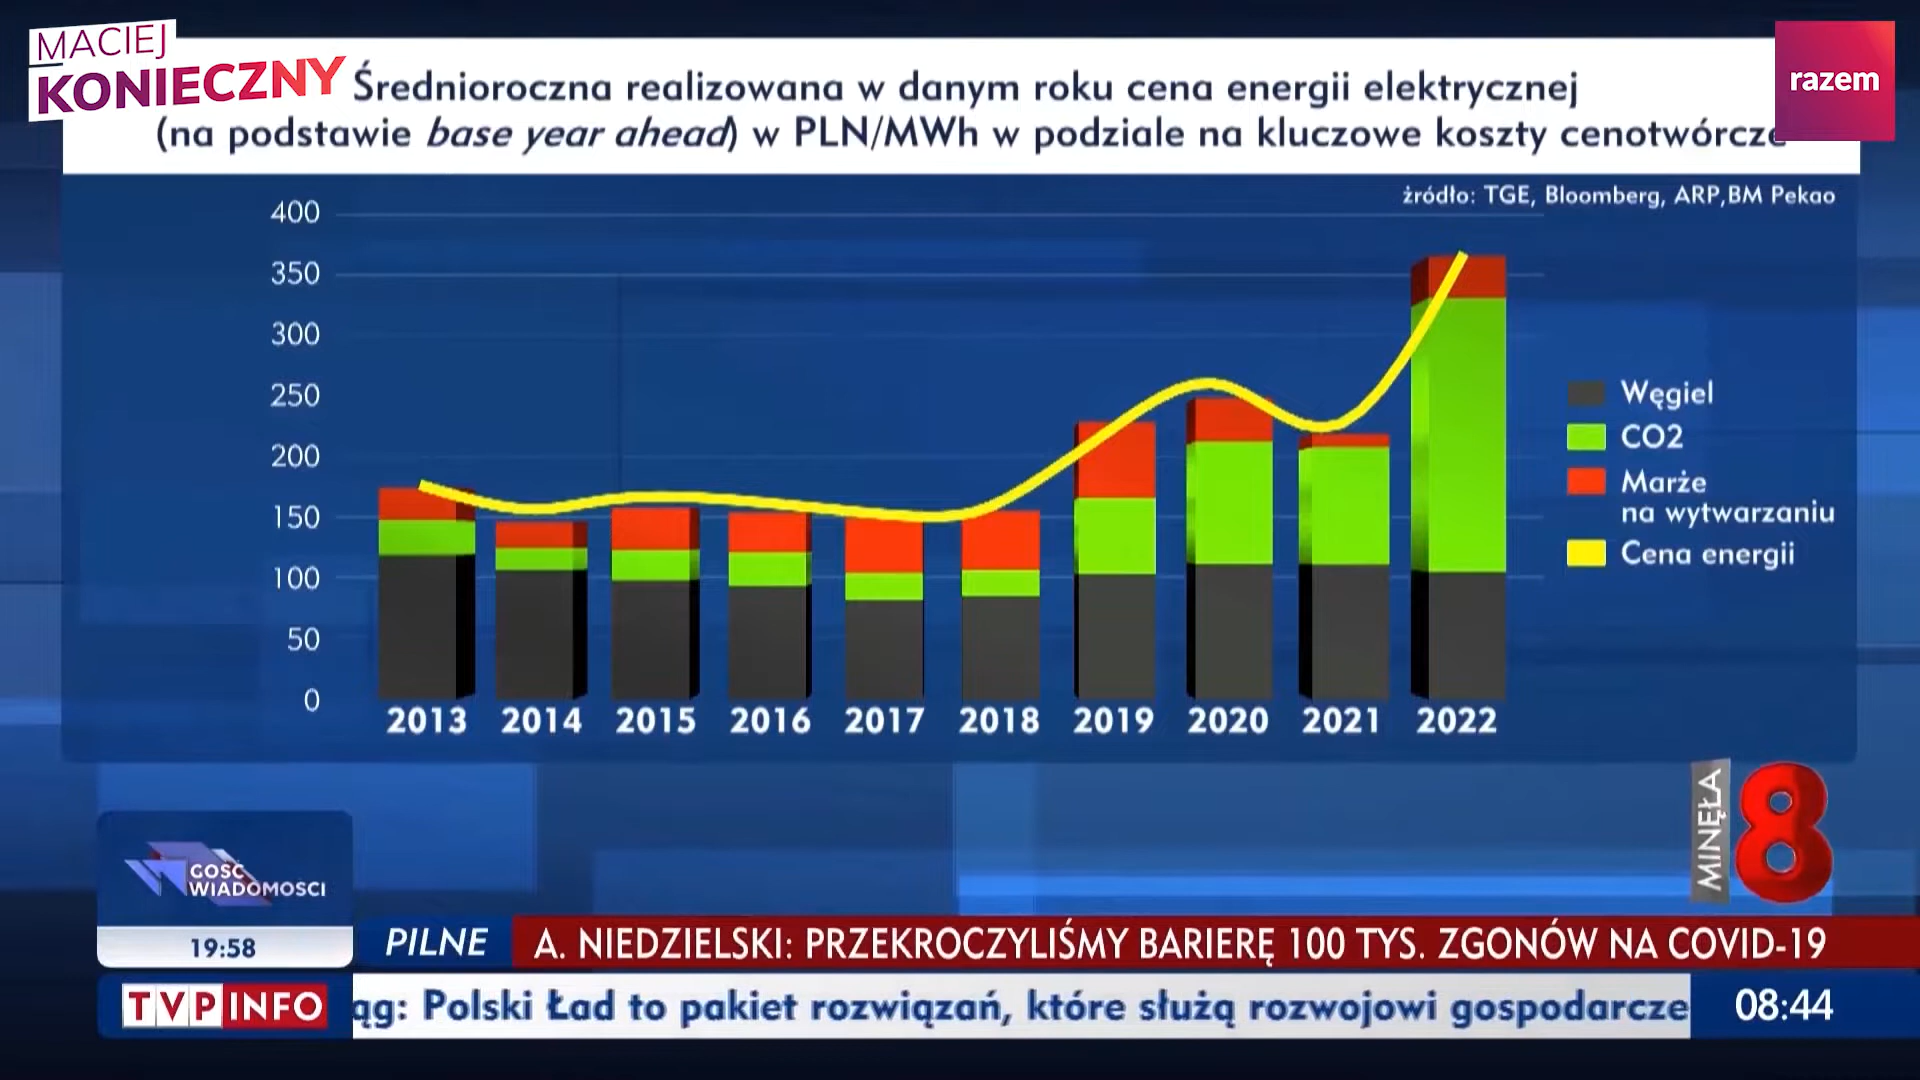 MACIEJ
KONIECZNY
razem
Średnioroczna realizowana w danym roku cena energii elektrycznej
(na podstawie base year ahead) w PLN/MWh w podziale na kluczowe koszty cenotwórcze
źródło: TGE, Bloomberg, ARP,BM Pekao
400
350
300
250
200
150
100
50
0
2013 2014 2015 2016 2017 2018 2019 2020 2021 2022
Węgiel
CO2
Marże
na wytwarzaniu
Cena energii
MINĘŁA
8
GOŚĆ
WIADOMOŚCI
19:58
PILNE
A. NIEDZIELSKI: PRZEKROCZYLIŚMY BARIERĘ 100 TYS. ZGONÓW NA COVID-19
TVP INFO
ąg: Polski Ład to pakiet rozwiązań, które służą rozwojowi gospodarcze
08:44